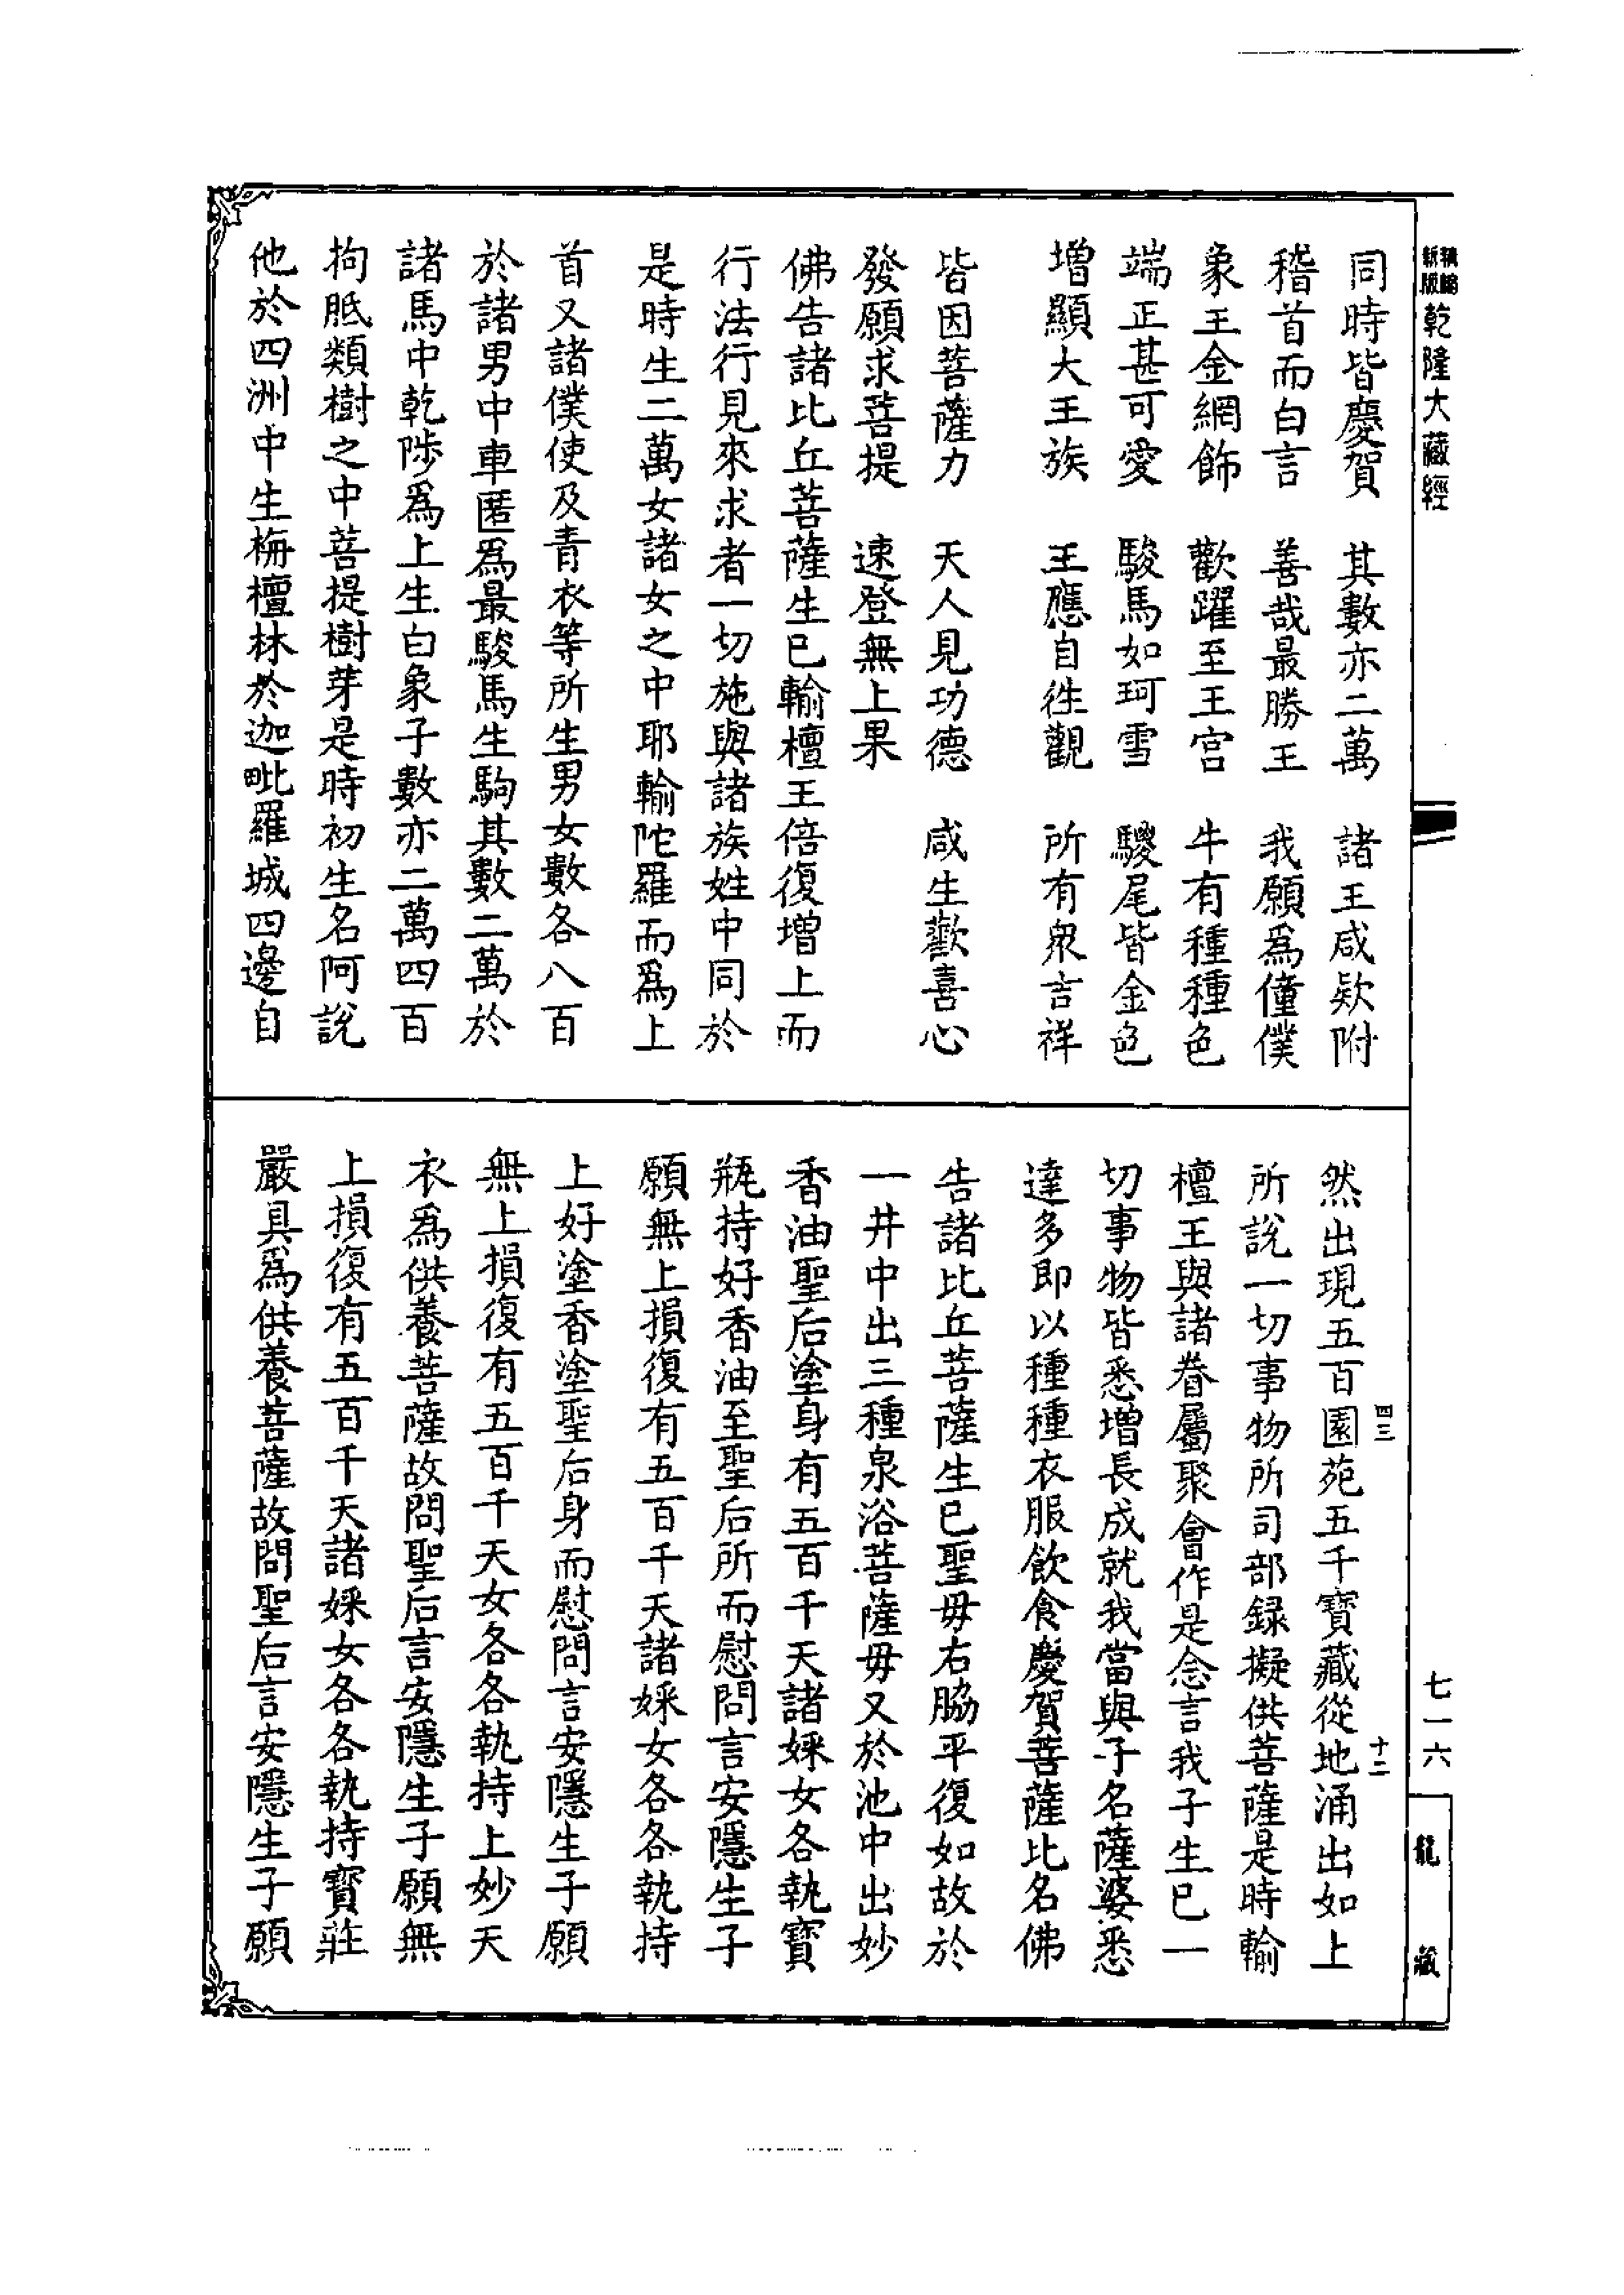 同時皆慶賀　其數亦二萬　諸王咸欵附
稽首而白言　善哉最勝王　我願爲僮僕
象王金網飾　歡躍至王宮　牛有種種色
端正甚可愛　駿馬如珂雪　騣尾皆金色
增顯大王族　王應自往觀　所有衆吉祥
皆因菩薩力　天人見功德　咸生歡喜心
發願求菩提　速登無上果
佛告諸比丘菩薩生已輸檀王倍復增上而
行法行見來求者一切施與諸族姓中同於
是時生二萬女諸女之中耶輸陀羅而爲上
首又諸僕使及青衣等所生男女數各八百
於諸男中車匿爲最駿馬生駒其數二萬於
諸馬中乾陟爲上生白象子數亦二萬四百
拘胝類樹之中菩提樹芽是時初生名阿說
他於四洲中生栴檀林於迦毗羅城四邊自
然出現五百園苑五千寶藏從地涌出如上
所說一切事物所司部録擬供菩薩是時輸
檀王與諸眷屬聚會作是念言我子生已一
切事物皆悉增長成就我當與子名薩婆悉
達多即以種種衣服飲食慶賀菩薩比名佛
告諸比丘菩薩生已聖毋右脇平復如故於
一井中出三種泉浴菩薩毋又於池中出妙
香油聖后塗身有五百千天諸婇女各執寶
瓶持好香油至聖后所而慰問言安隱生子
願無上損復有五百千天諸婇女各各執持
上好塗香塗聖后身而慰問言安隱生子願
無上損復有五百千天女各各執持上妙天
衣爲供養菩薩故問聖后言安隱生子願無
上損復有五百千天諸婇女各各執持寶莊
嚴具爲供養菩薩故問聖后言安隱生子願
新版
乾隆大藏經
四三
十二
七一六
龍藏